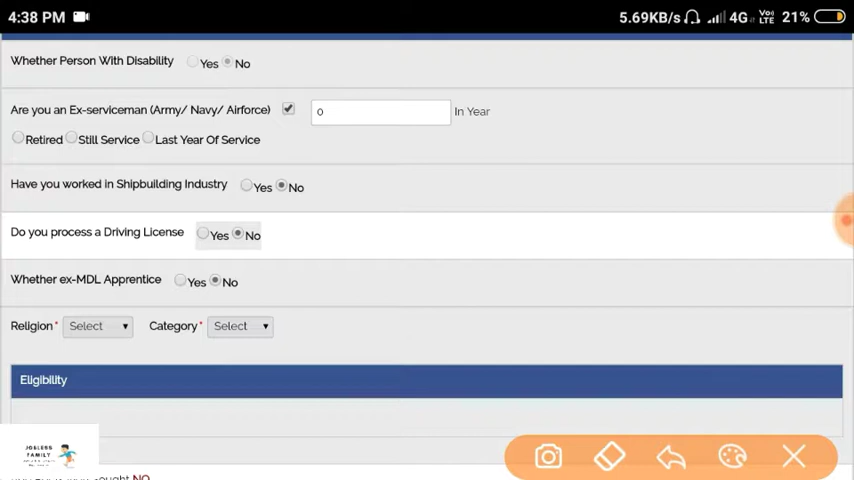 4:38 PM 5.69KB/s 4G Vo) LTE 21%
Whether Person With Disability Yes No
Are you an Ex-serviceman (Army/ Navy/ Airforce) 0 In Year
Retired Still Service Last Year Of Service
Have you worked in Shipbuilding Industry Yes No
Do you process a Driving License Yes No
Whether ex-MDL Apprentice Yes No
Religion* Select Category* Select
Eligibility
JOBLESS
FAMILY
NO